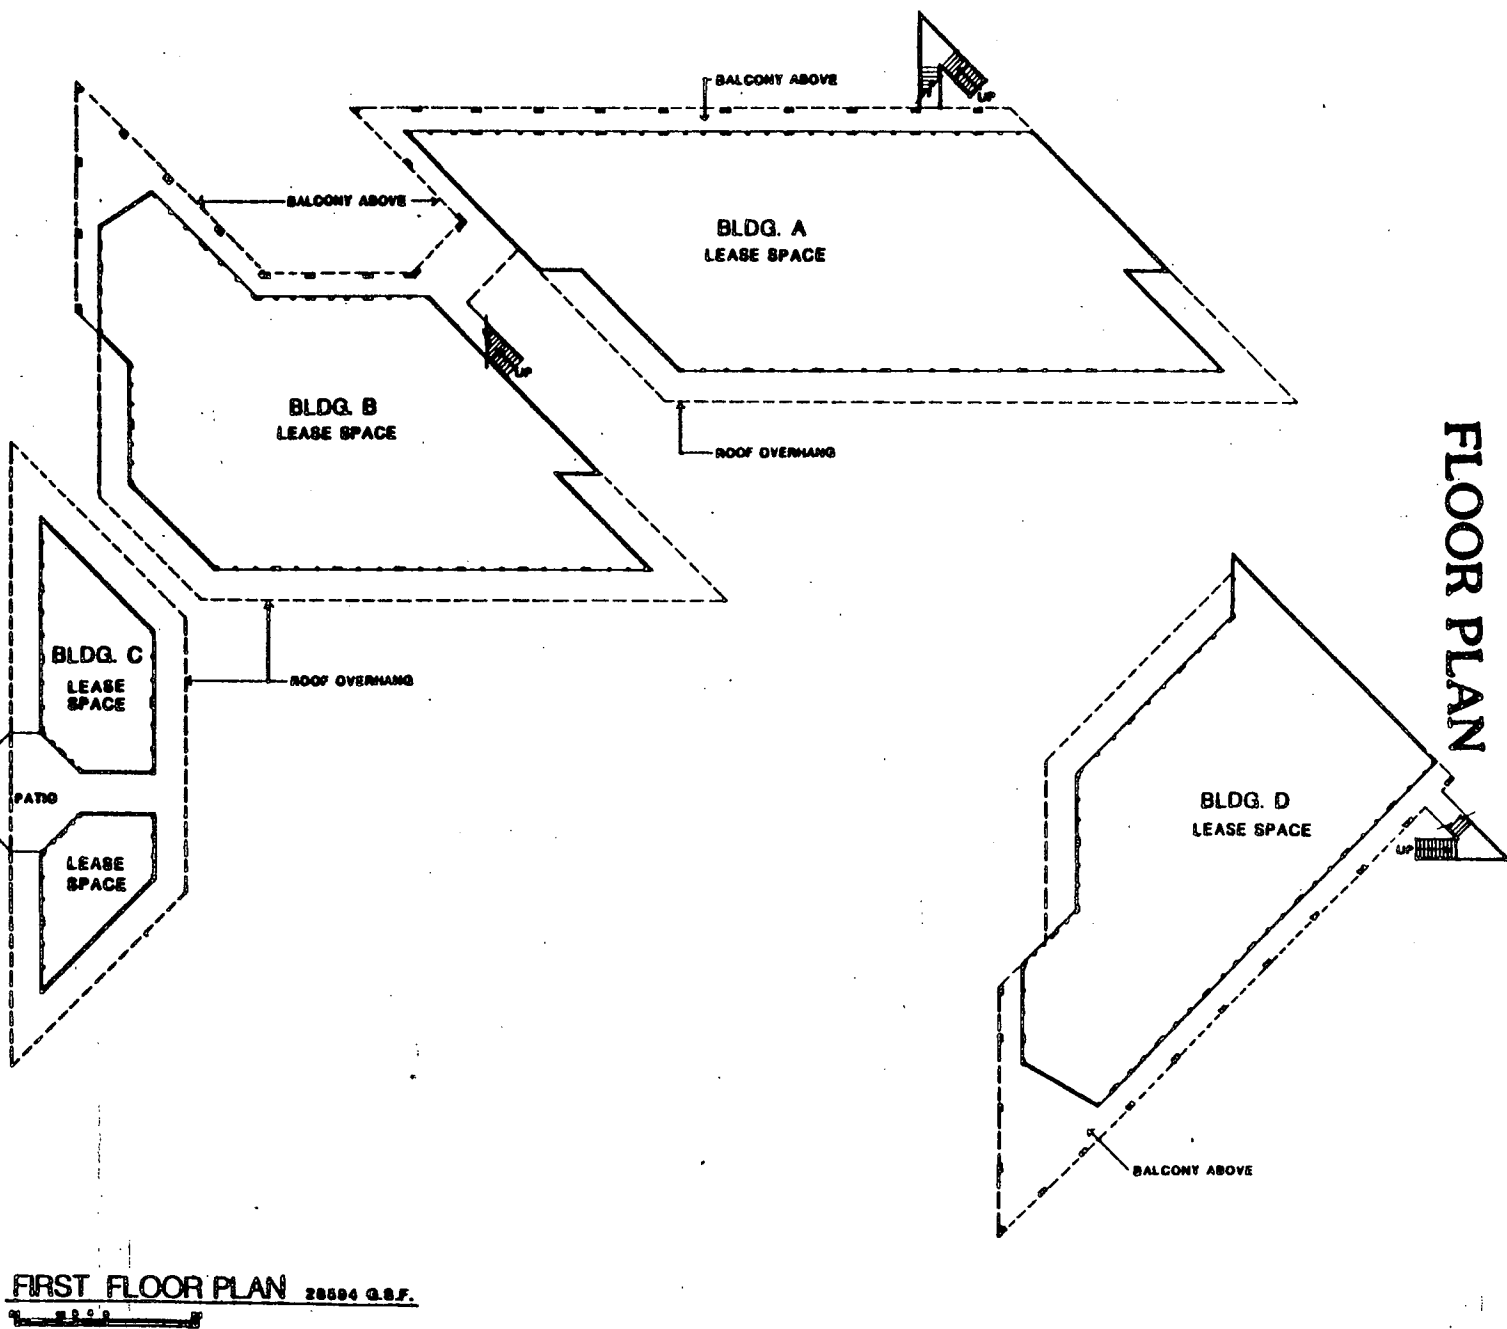 BALCONY ABOVE
UP
BALCONY ABOVE
BLDG. A
LEASE SPACE
UP
BLDG. B
LEASE SPACE
ROOF OVERHANG
FLOOR PLAN
BLDG. C
LEASE
SPACE
ROOF OVERHANG
PATIO
BLDG. D
LEASE SPACE
UP
LEASE
SPACE
BALCONY ABOVE
FIRST FLOOR PLAN 28594 G.S.F.